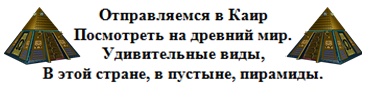 Отправляемся в Каир
Посмотреть на древний мир.
Удивительные виды,
В этой стране, в пустыне, пирамиды.